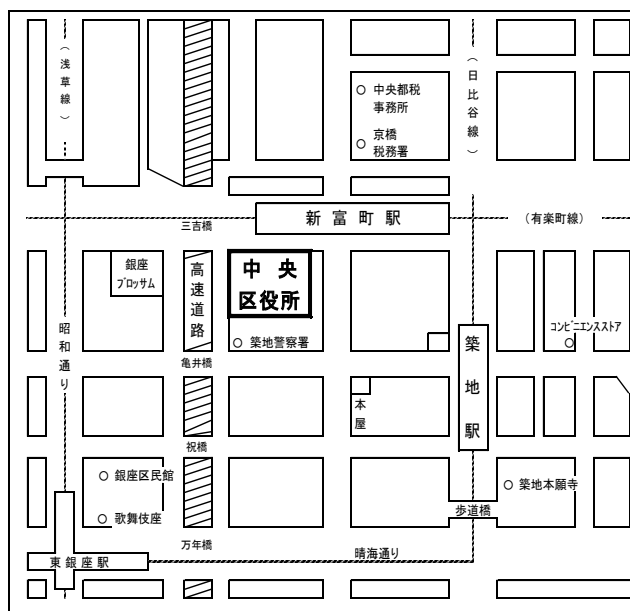 （浅草線）
（日比谷線）
中央都税
事務所
京橋
税務署
新富町駅
（有楽町線）
三吉橋
銀座
ﾌﾞﾛｯｻﾑ
高速道路
中央
区役所
築地警察署
昭和通り
亀井橋
コンビニエンスストア
築地駅
本屋
祝橋
銀座区民館
歌舞伎座
築地本願寺
歩道橋
万年橋
晴海通り
東銀座駅